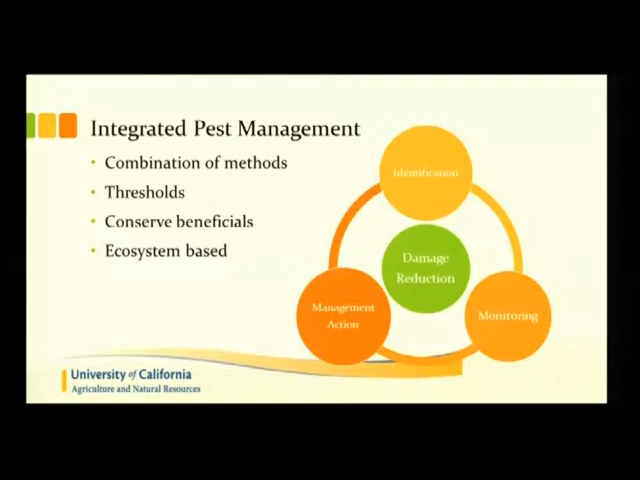 Integrated Pest Management
• Combination of methods
• Thresholds
• Conserve beneficials
• Ecosystem based
Identification
Damage
Reduction
Management
Action
Monitoring
University of California
Agriculture and Natural Resources